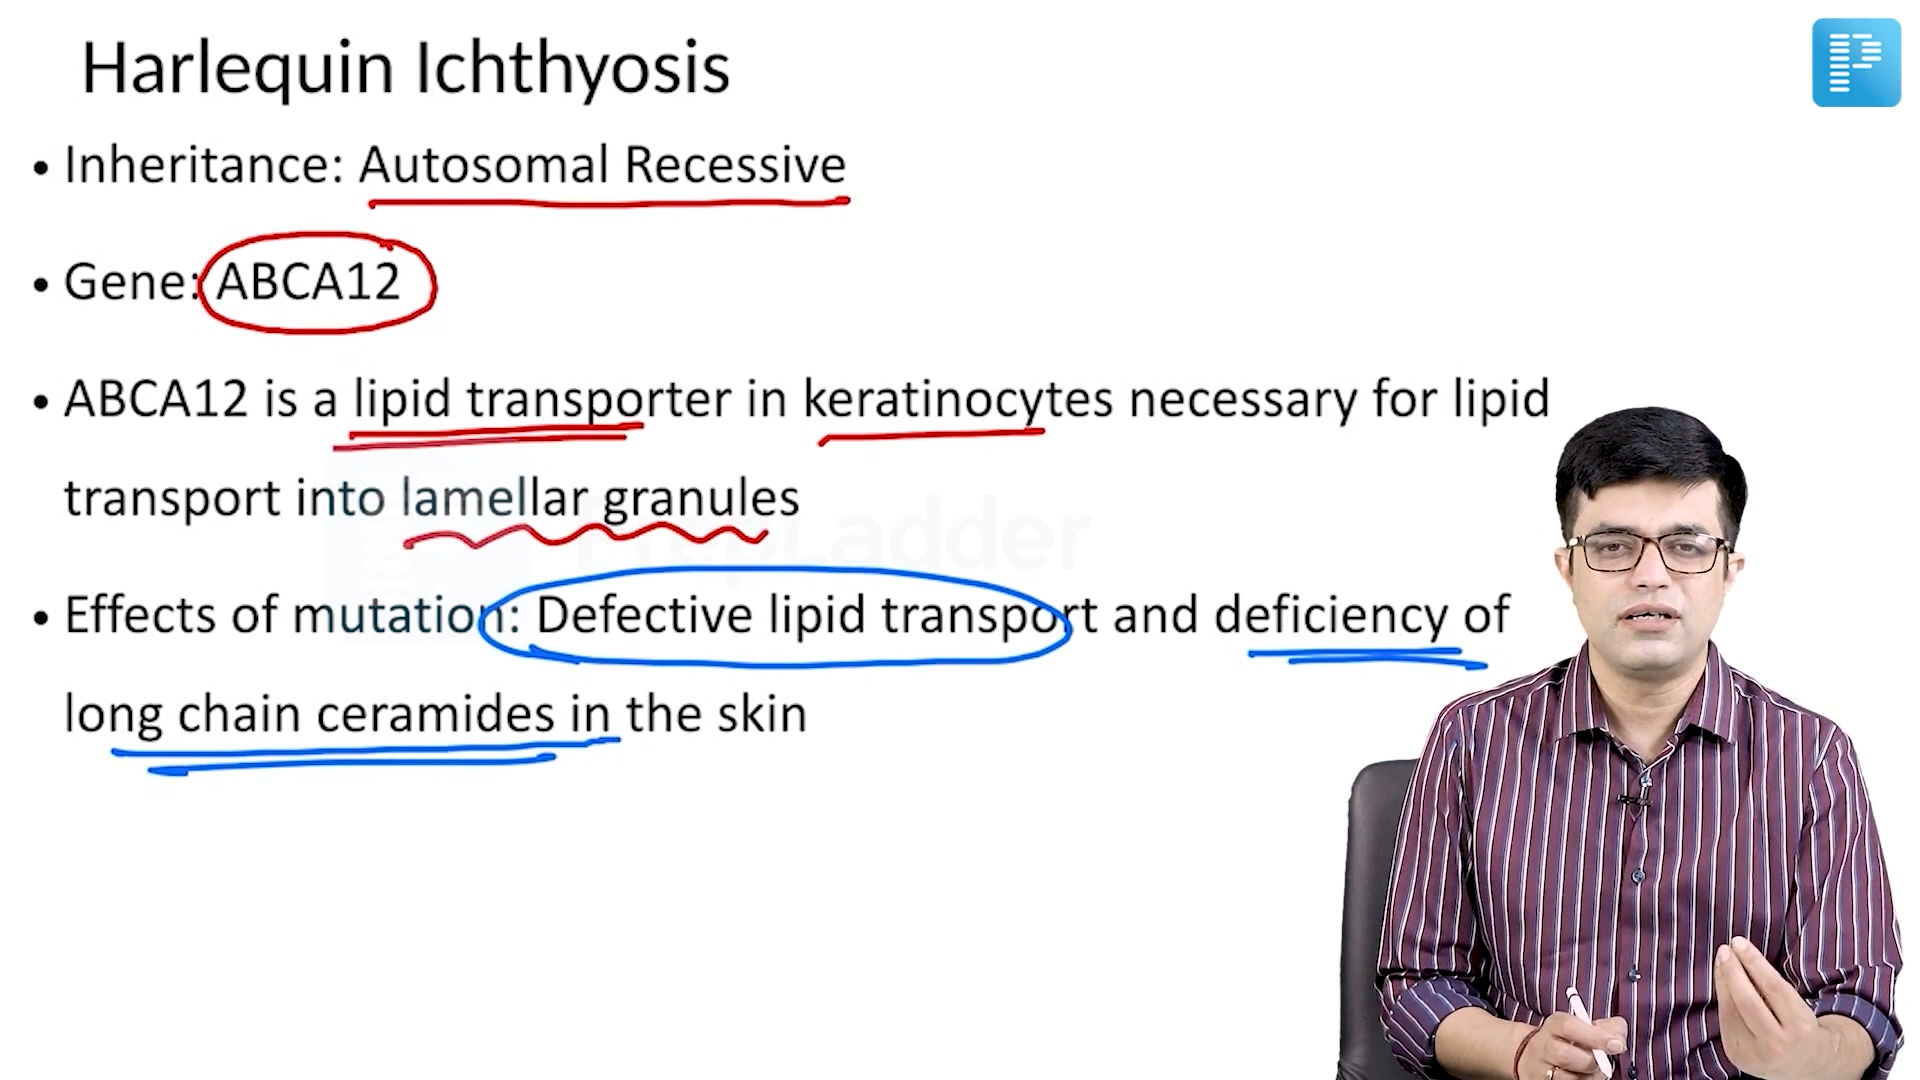 Harlequin Ichthyosis
• Inheritance: Autosomal Recessive
• Gene: ABCA12
• ABCA12 is a lipid transporter in keratinocytes necessary for lipid
transport into lamellar granules
PrepLadder
• Effects of mutation: Defective lipid transport and deficiency of
long chain ceramides in the skin